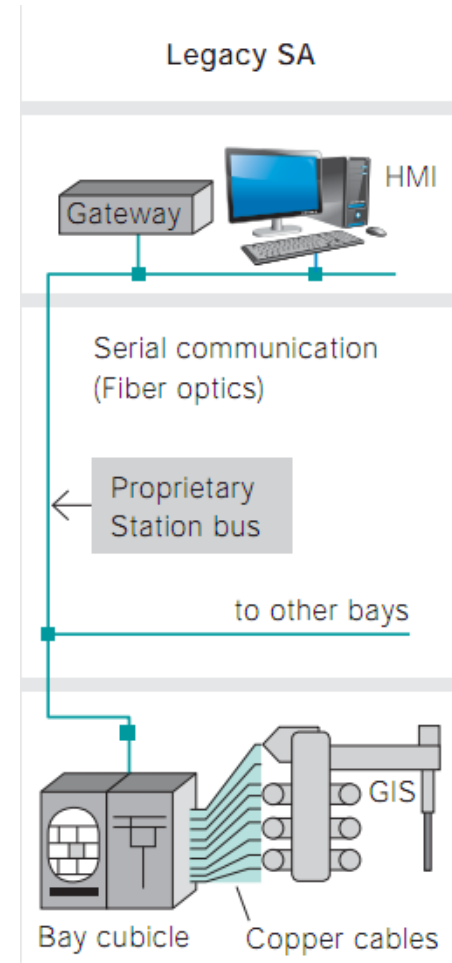 Legacy SA
HMI
Gateway
Serial communication
(Fiber optics)
Proprietary
Station bus
to other bays
GIS
Bay cubicle
Copper cables